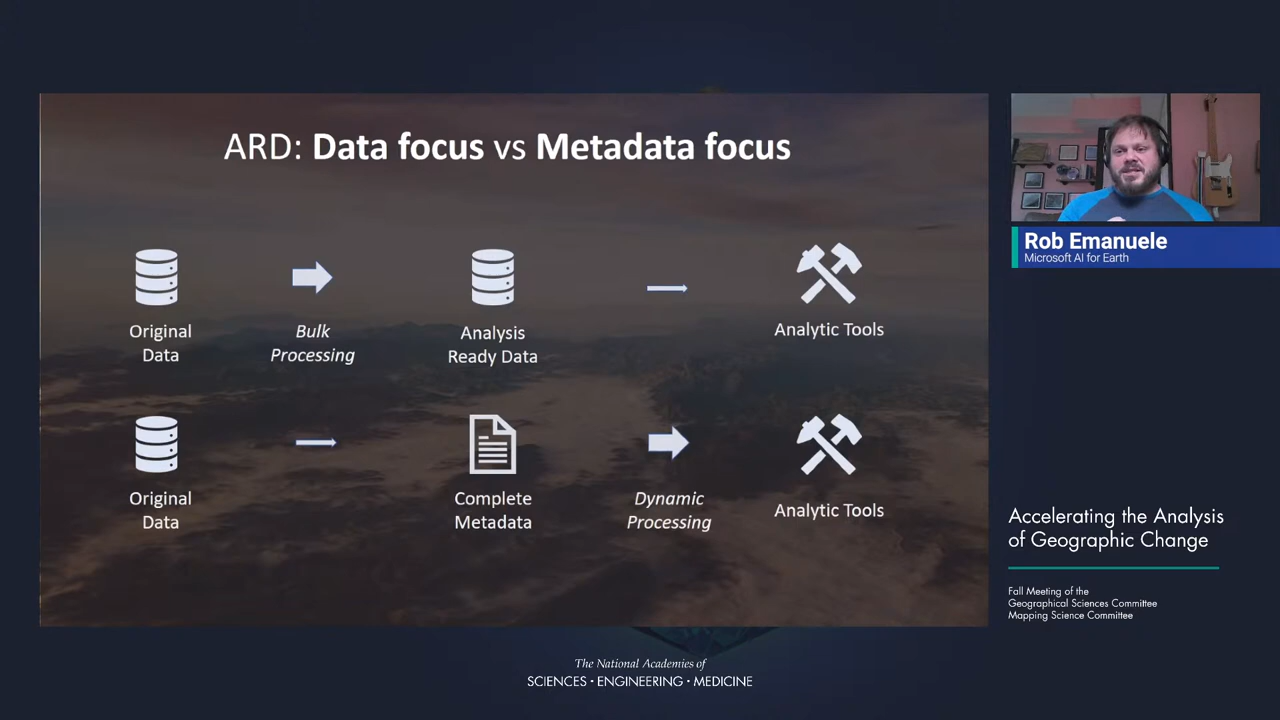 ARD: Data focus vs Metadata focus
Original
Data
Bulk
Processing
Analysis
Ready Data
Analytic Tools
Original
Data
Complete
Metadata
Dynamic
Processing
Analytic Tools
Rob Emanuele
Microsoft AI for Earth
Accelerating the Analysis
of Geographic Change
Fall Meeting of the
Geographical Sciences Committee
Mapping Science Committee
The National Academies of
SCIENCES • ENGINEERING • MEDICINE